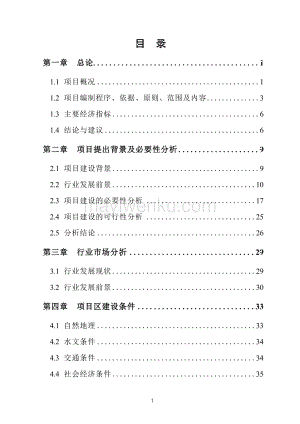 目 录
第一章 总论 i
1.1 项目概况 1
1.2 项目编制程序、依据、原则、范围及内容 3
1.3 主要经济指标 6
1.4 结论与建议 6
第二章 项目提出背景及必要性分析 9
2.1 项目建设背景 9
2.2 行业发展前景 10
2.3 项目建设的必要性分析 17
2.4 项目建设的可行性分析 25
2.5 分析结论 26
第三章 行业市场分析 29
3.1 行业发展现状 29
3.2 行业发展前景 30
第四章 项目区建设条件 33
4.1 自然地理 33
4.2 水文条件 34
4.3 交通条件 34
4.4 社会经济条件 35
1